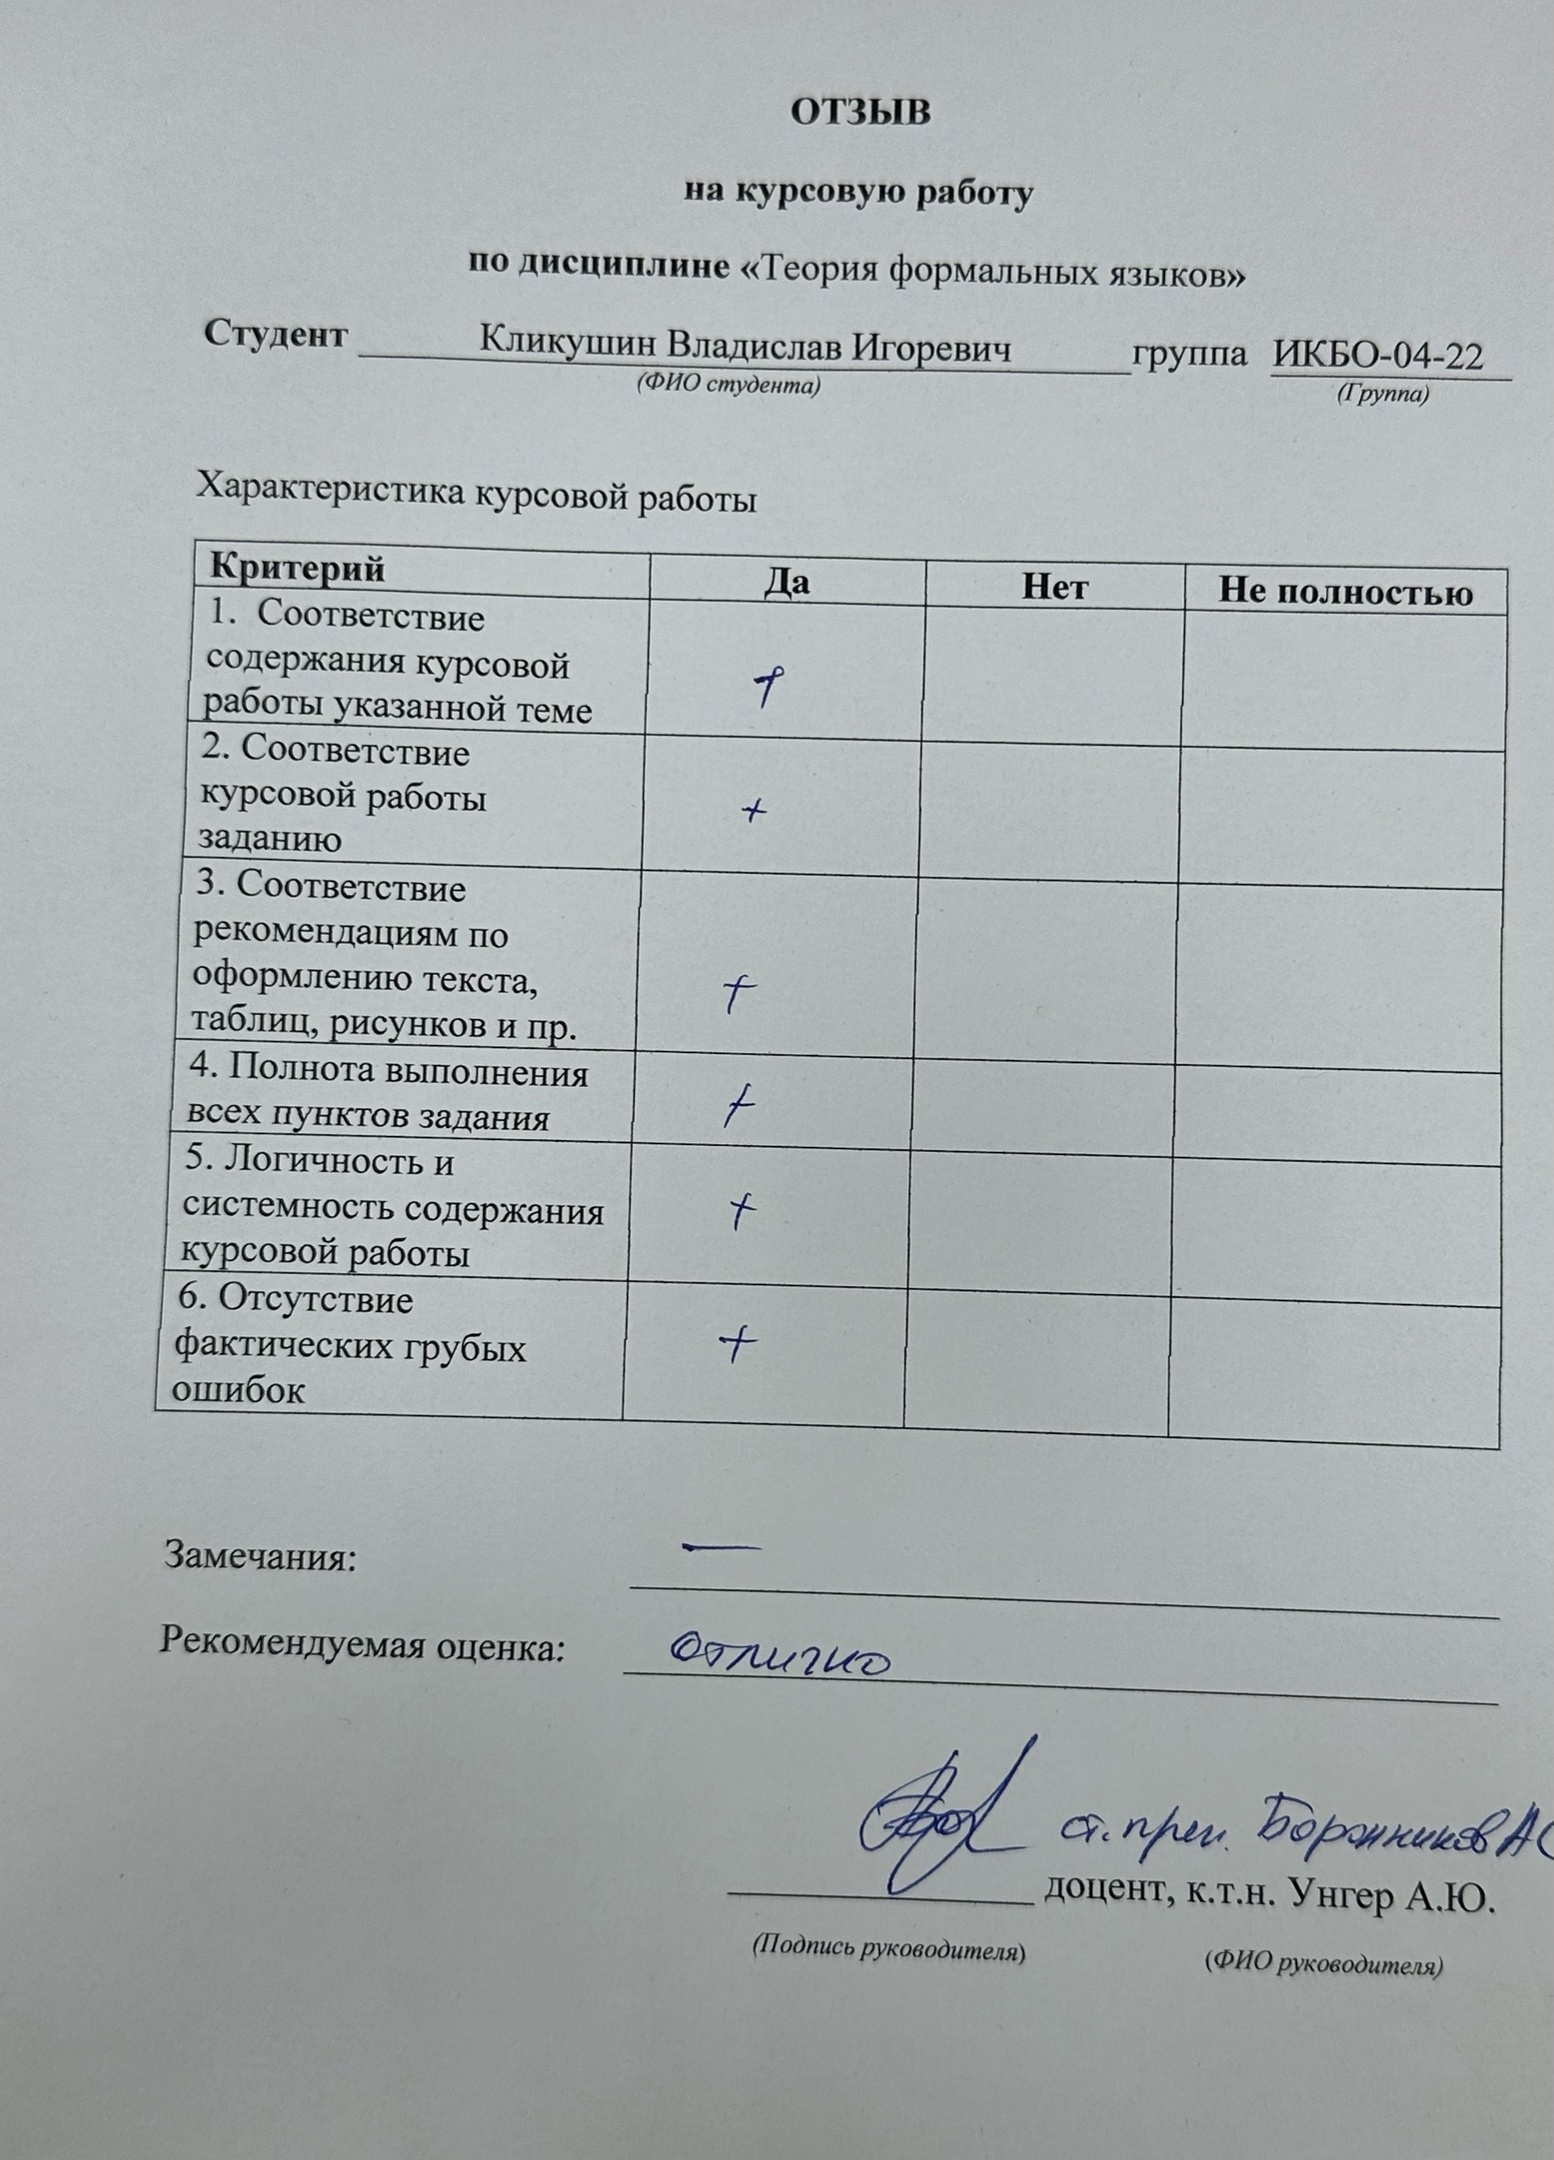 ОТЗЫВ
на курсовую работу
по дисциплине «Теория формальных языков»
Студент Кликушин Владислав Игоревич группа ИКБО-04-22
(ФИО студента) (Группа)
Характеристика курсовой работы
Критерий Да Нет Не полностью
1. Соответствие
содержания курсовой
работы указанной теме +
2. Соответствие
курсовой работы +
заданию
3. Соответствие
рекомендациям по
оформлению текста, +
таблиц, рисунков и пр.
4. Полнота выполнения +
всех пунктов задания
5. Логичность и
системность содержания +
курсовой работы
6. Отсутствие
фактических грубых +
ошибок
Замечания: —
Рекомендуемая оценка: отлично
ст. преп. Боронников А
доцент, к.т.н. Унгер А.Ю.
(Подпись руководителя) (ФИО руководителя)